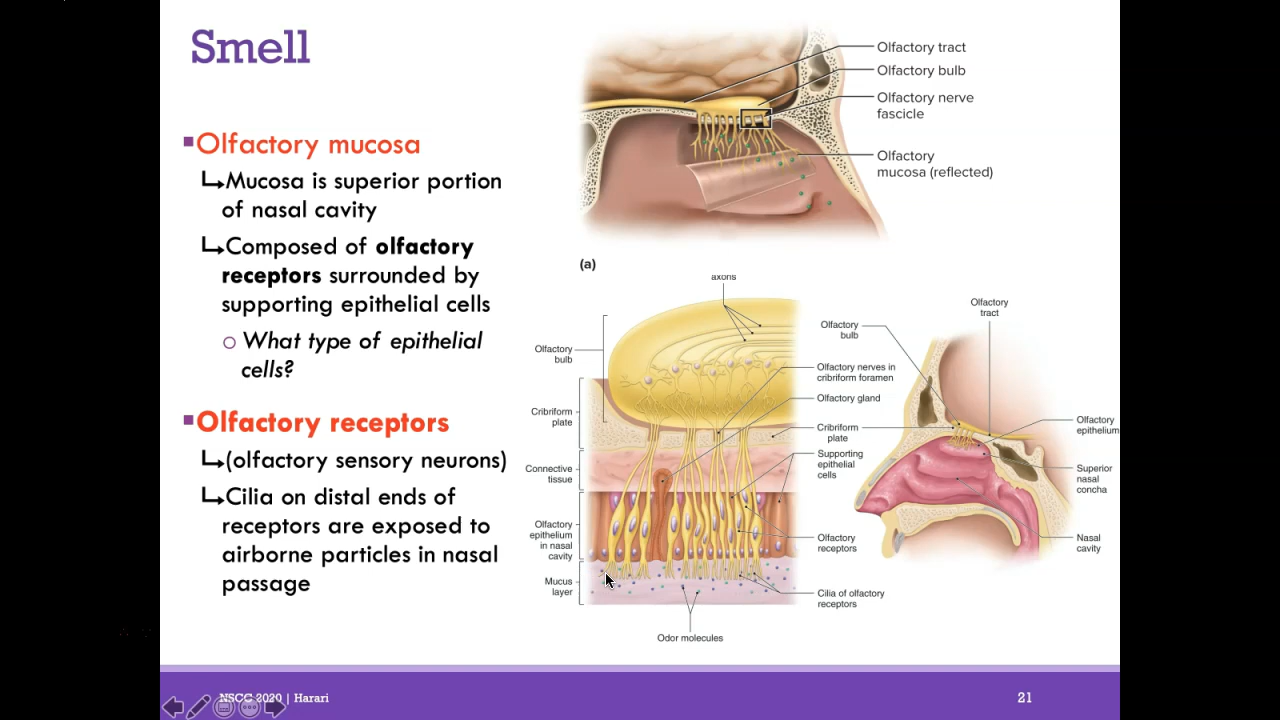 Smell
Olfactory mucosa
Mucosa is superior portion
of nasal cavity
Composed of olfactory
receptors surrounded by
supporting epithelial cells
What type of epithelial
cells?
Olfactory receptors
(olfactory sensory neurons)
Cilia on distal ends of
receptors are exposed to
airborne particles in nasal
passage
Olfactory tract
Olfactory bulb
Olfactory nerve
fascicle
Olfactory
mucosa (reflected)
(a)
axons
Olfactory
bulb
Cribriform
plate
Connective
tissue
Olfactory
epithelium
in nasal
cavity
Mucus
layer
Olfactory nerves in
cribriform foramen
Olfactory gland
Cribriform
plate
Supporting
epithelial
cells
Olfactory
receptors
Cilia of olfactory
receptors
Odor molecules
Olfactory
tract
Olfactory
bulb
Olfactory
epithelium
Superior
nasal
concha
Nasal
cavity
NSCC 2020 | Harari
21